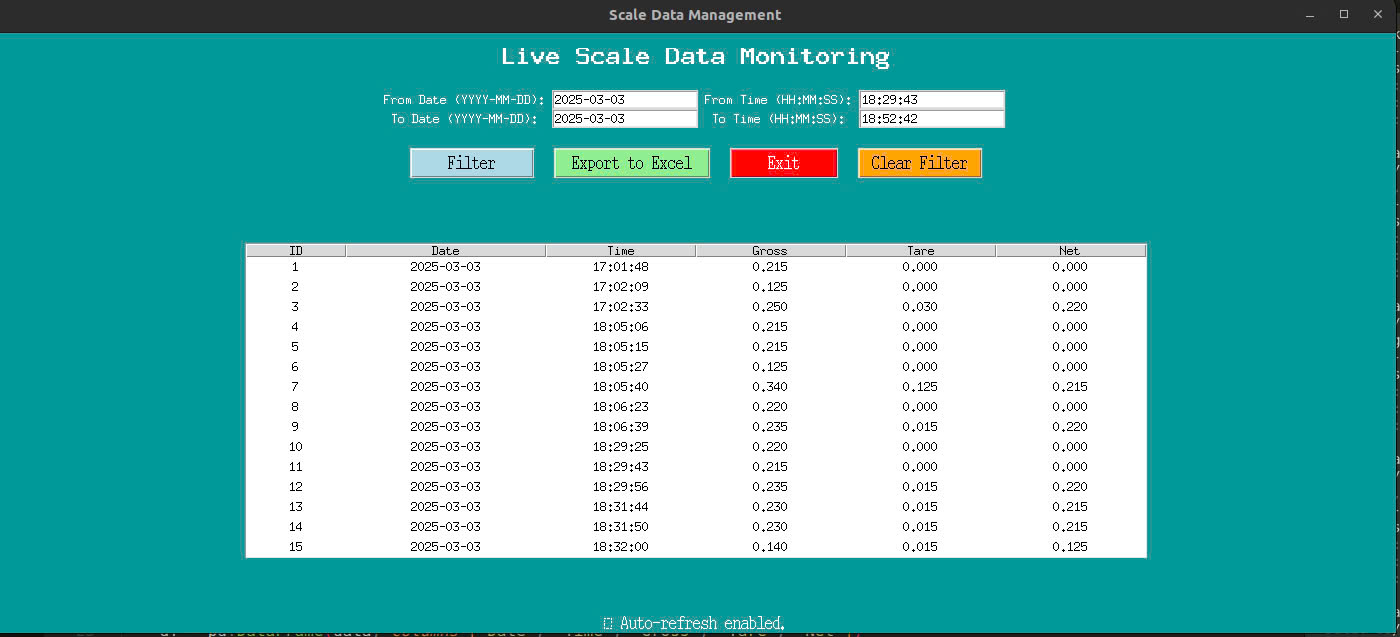 Scale Data Management
Live Scale Data Monitoring
From Date (YYYY-MM-DD): 2025-03-03 From Time (HH:MM:SS): 18:29:43
To Date (YYYY-MM-DD): 2025-03-03 To Time (HH:MM:SS): 18:52:42
Filter Export to Excel Exit Clear Filter
ID Date Time Gross Tare Net
1 2025-03-03 17:01:48 0.215 0.000 0.000
2 2025-03-03 17:02:09 0.125 0.000 0.000
3 2025-03-03 17:02:33 0.250 0.030 0.220
4 2025-03-03 18:05:06 0.215 0.000 0.000
5 2025-03-03 18:05:15 0.215 0.000 0.000
6 2025-03-03 18:05:27 0.125 0.000 0.000
7 2025-03-03 18:05:40 0.340 0.125 0.215
8 2025-03-03 18:06:23 0.220 0.000 0.000
9 2025-03-03 18:06:39 0.235 0.015 0.220
10 2025-03-03 18:29:25 0.220 0.000 0.000
11 2025-03-03 18:29:43 0.215 0.000 0.000
12 2025-03-03 18:29:56 0.235 0.015 0.220
13 2025-03-03 18:31:44 0.230 0.015 0.215
14 2025-03-03 18:31:50 0.230 0.015 0.215
15 2025-03-03 18:32:00 0.140 0.015 0.125
Auto-refresh enabled.